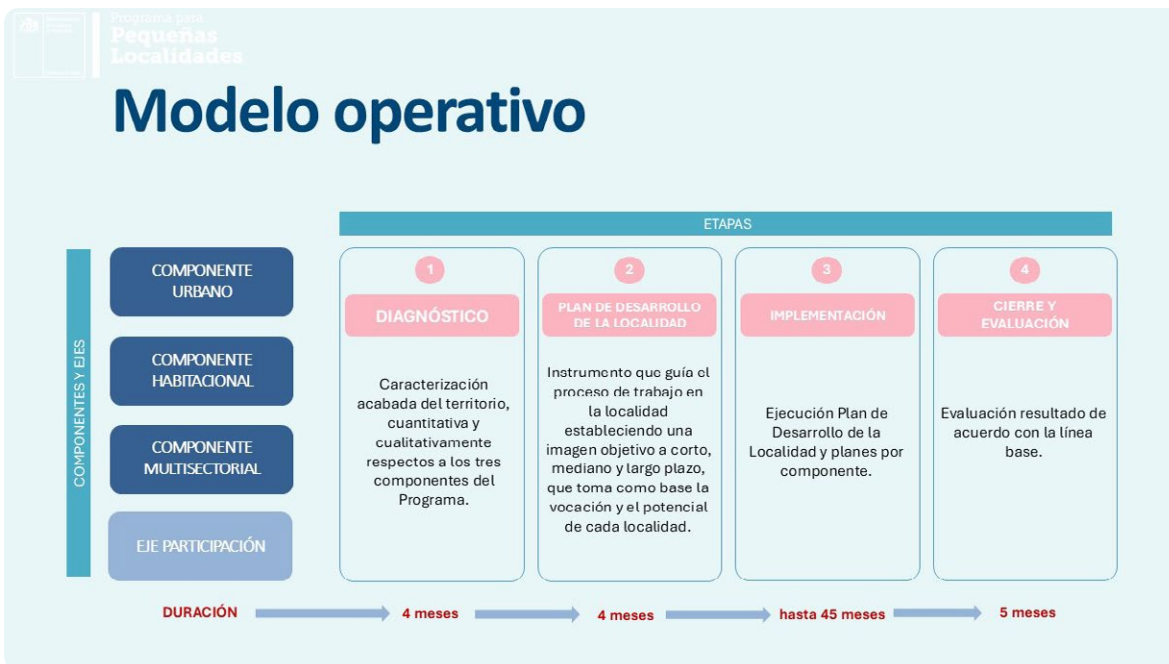 Programa para
Pequeñas
Localidades
Modelo operativo
ETAPAS
COMPONENTES Y EJES
COMPONENTE
URBANO
COMPONENTE
HABITACIONAL
COMPONENTE
MULTISECTORIAL
EJE PARTICIPACIÓN
1
DIAGNÓSTICO
Caracterización
acabada del territorio,
cuantitativa y
cualitativamente
respectos a los tres
componentes del
Programa.
2
PLAN DE DESARROLLO
DE LA LOCALIDAD
Instrumento que guía el
proceso de trabajo en
la localidad
estableciendo una
imagen objetivo a corto,
mediano y largo plazo,
que toma como base la
vocación y el potencial
de cada localidad.
3
IMPLEMENTACIÓN
Ejecución Plan de
Desarrollo de la
Localidad y planes por
componente.
4
CIERRE Y
EVALUACIÓN
Evaluación resultado de
acuerdo con la línea
base.
DURACIÓN
4 meses
4 meses
hasta 45 meses
5 meses